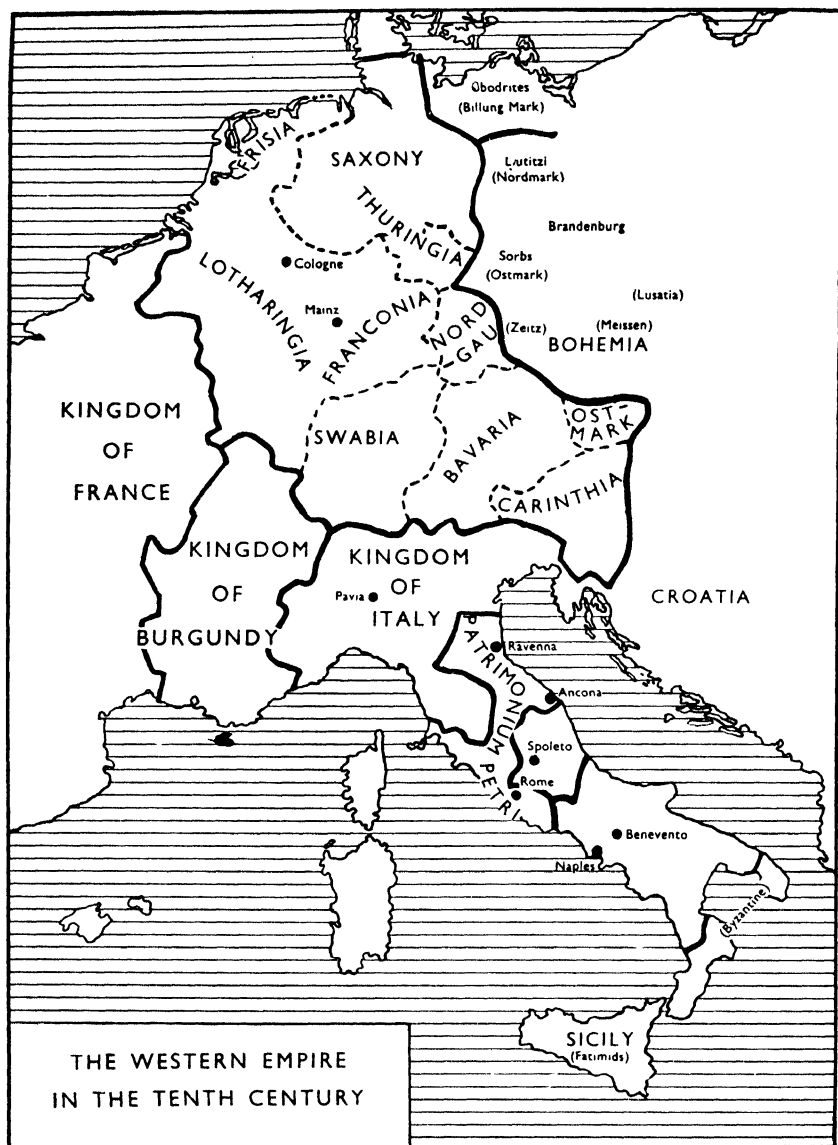 Obodrites
(Billung Mark)
FRISIA
SAXONY
Liutitzi
(Nordmark)
THURINGIA
Brandenburg
Cologne
Sorbs
(Ostmark)
LOTHARINGIA
(Lusatia)
Mainz
FRANCONIA
NORD
GAU
(Zeitz)
(Meissen)
BOHEMIA
KINGDOM
OF
FRANCE
SWABIA
BAVARIA
OST
MARK
CARINTHIA
KINGDOM
OF
BURGUNDY
KINGDOM
OF
ITALY
Pavia
CROATIA
PATRIMONIUM PETRI
Ravenna
Ancona
Spoleto
Rome
Benevento
Naples
(Byzantine)
SICILY
(Fatimids)
THE WESTERN EMPIRE
IN THE TENTH CENTURY